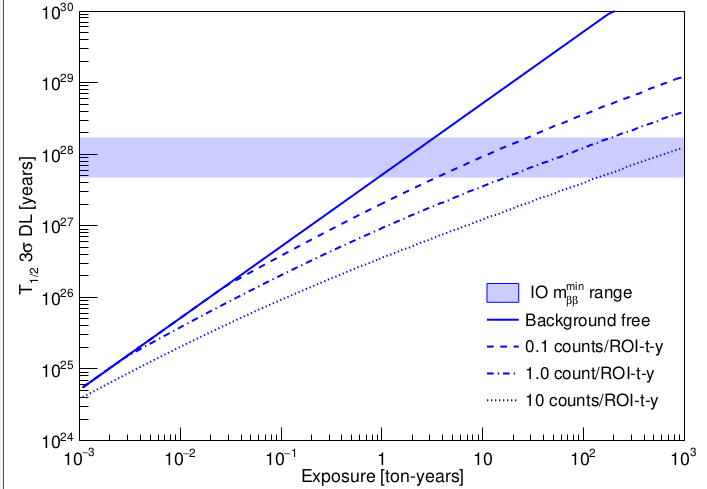 10^30
10^29
10^28
10^27
10^26
10^25
10^24
T_1/2 3σ DL [years]
IO m_ββ^min range
Background free
0.1 counts/ROI-t-y
1.0 count/ROI-t-y
10 counts/ROI-t-y
10^−3 10^−2 10^−1 1 10 10^2 10^3
Exposure [ton-years]